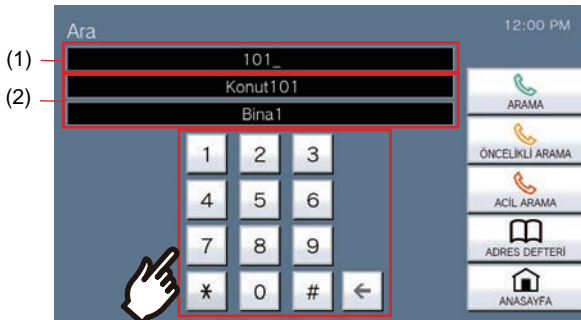 Ara
12:00 PM
(1)
101_
(2)
Konut101
Bina1
1 2 3
4 5 6
7 8 9
* 0 # ←
ARAMA
ÖNCELİKLİ ARAMA
ACİL ARAMA
ADRES DEFTERİ
ANASAYFA